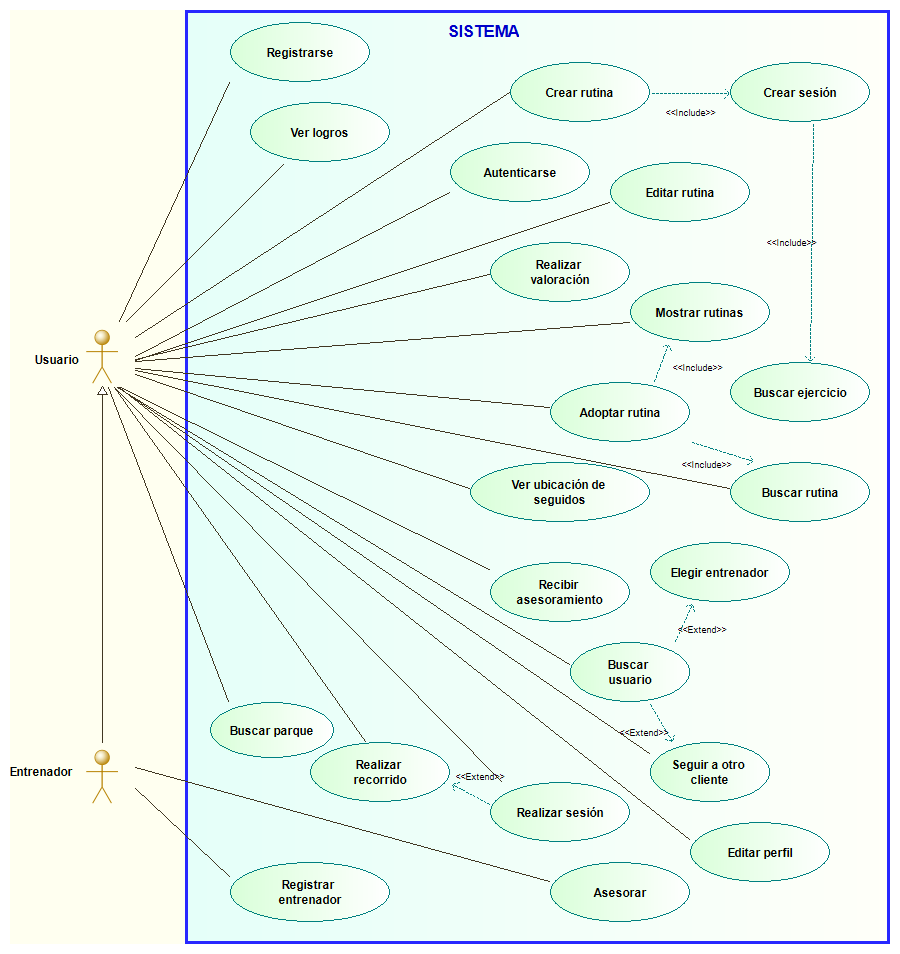 SISTEMA
Registrarse
Crear rutina
Crear sesión
<<Include>>
Ver logros
Autenticarse
Editar rutina
<<Include>>
Realizar
valoración
Mostrar rutinas
Usuario
<<Include>>
Buscar ejercicio
Adoptar rutina
<<Include>>
Ver ubicación de
seguidos
Buscar rutina
Elegir entrenador
Recibir
asesoramiento
<<Extend>>
Buscar
usuario
Buscar parque
<<Extend>>
Entrenador
Realizar
recorrido
Seguir a otro
cliente
<<Extend>>
Realizar sesión
Editar perfil
Registrar
entrenador
Asesorar